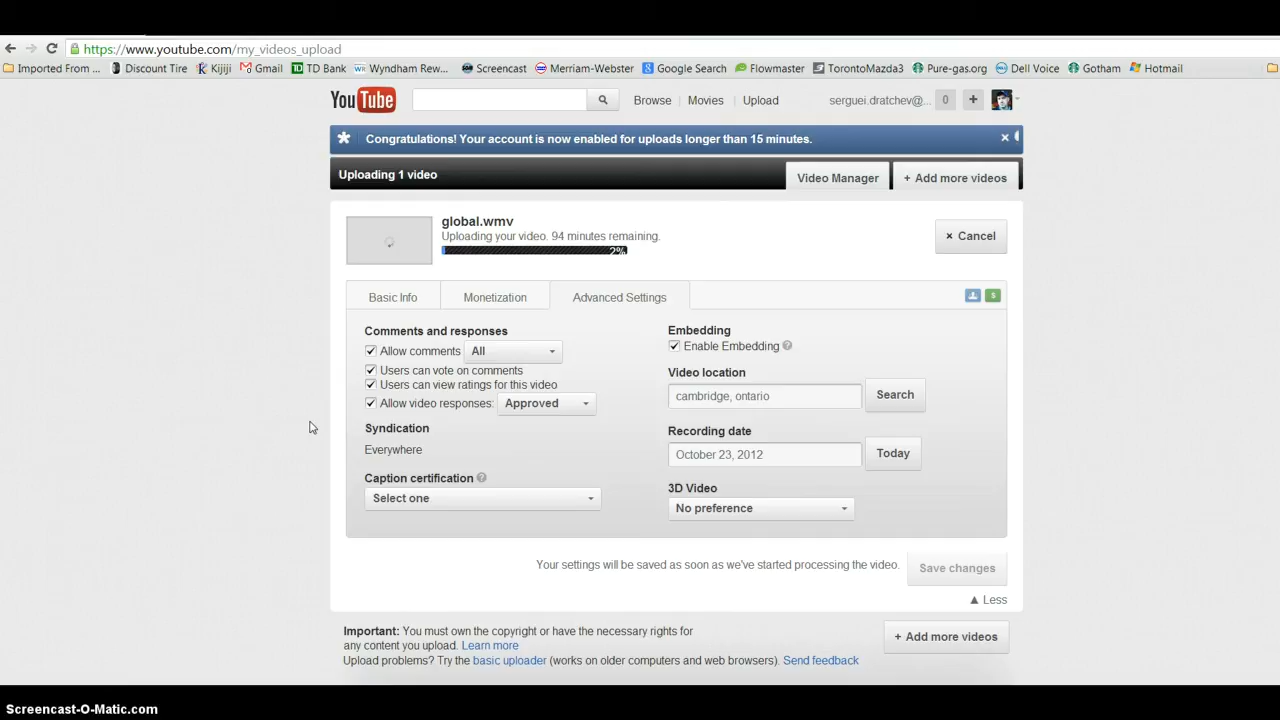 https://www.youtube.com/my_videos_upload
Imported From ... Discount Tire Kijiji Gmail TD Bank Wyndham Rew... Screencast Merriam-Webster Google Search Flowmaster TorontoMazda3 Pure-gas.org Dell Voice Gotham Hotmail
YouTube Browse Movies Upload serguei.dratchev@... 0 +
Congratulations! Your account is now enabled for uploads longer than 15 minutes. ×
Uploading 1 video Video Manager + Add more videos
global.wmv
Uploading your video. 94 minutes remaining.
2%
× Cancel
Basic Info Monetization Advanced Settings $
Comments and responses
Allow comments All
Users can vote on comments
Users can view ratings for this video
Allow video responses: Approved
Syndication
Everywhere
Caption certification ?
Select one
Embedding
Enable Embedding ?
Video location
cambridge, ontario Search
Recording date
October 23, 2012 Today
3D Video
No preference
Your settings will be saved as soon as we've started processing the video. Save changes
▲ Less
Important: You must own the copyright or have the necessary rights for
any content you upload. Learn more
+ Add more videos
Upload problems? Try the basic uploader (works on older computers and web browsers). Send feedback
Screencast-O-Matic.com